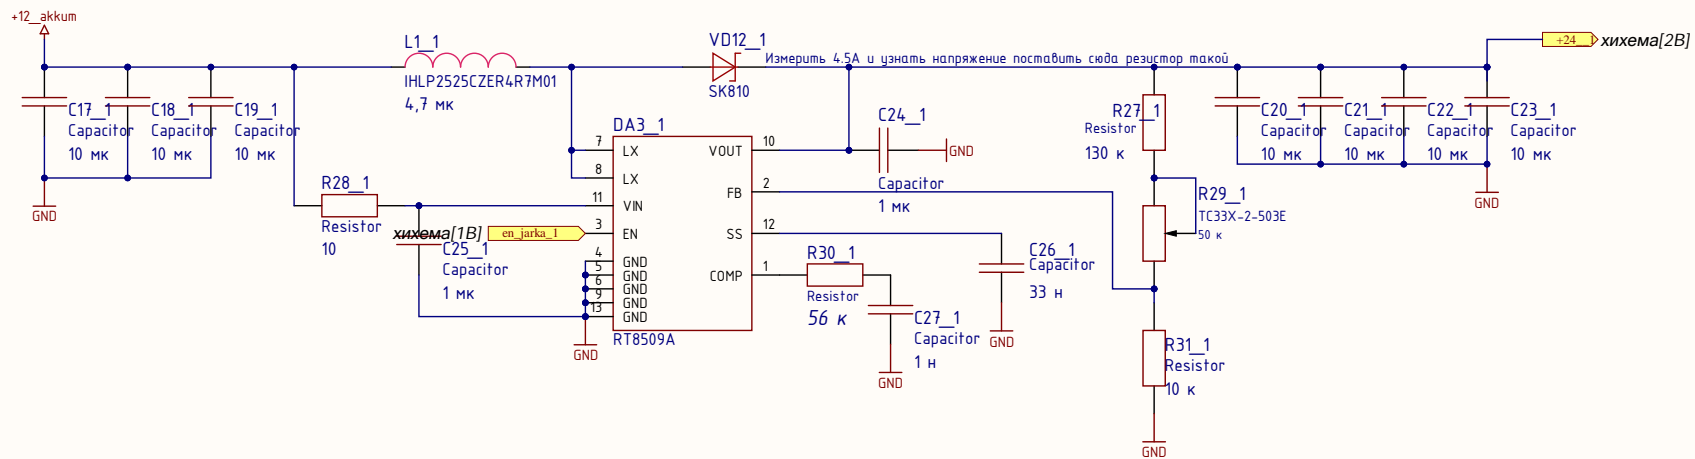 +12_akkum
L1_1
IHLP2525CZER4R7M01
4,7 мк
VD12_1
SK810
Измерить 4.5А и узнать напряжение поставить сюда резистор такой
+24_1
хихема[2В]
C17_1
Capacitor
10 мк
C18_1
Capacitor
10 мк
C19_1
Capacitor
10 мк
GND
R28_1
Resistor
10
хихема[1В]
en_jarka_1
C25_1
Capacitor
1 мк
DA3_1
7 LX
8 LX
11 VIN
3 EN
4 GND
5 GND
6 GND
9 GND
13 GND
VOUT 10
FB 2
SS 12
COMP 1
RT8509A
GND
C24_1
GND
Capacitor
1 мк
R30_1
Resistor
56 к
C27_1
Capacitor
1 н
GND
C26_1
Capacitor
33 н
GND
R27_1
Resistor
130 к
R29_1
TC33X-2-503E
50 к
R31_1
Resistor
10 к
GND
C20_1
Capacitor
10 мк
C21_1
Capacitor
10 мк
C22_1
Capacitor
10 мк
C23_1
Capacitor
10 мк
GND